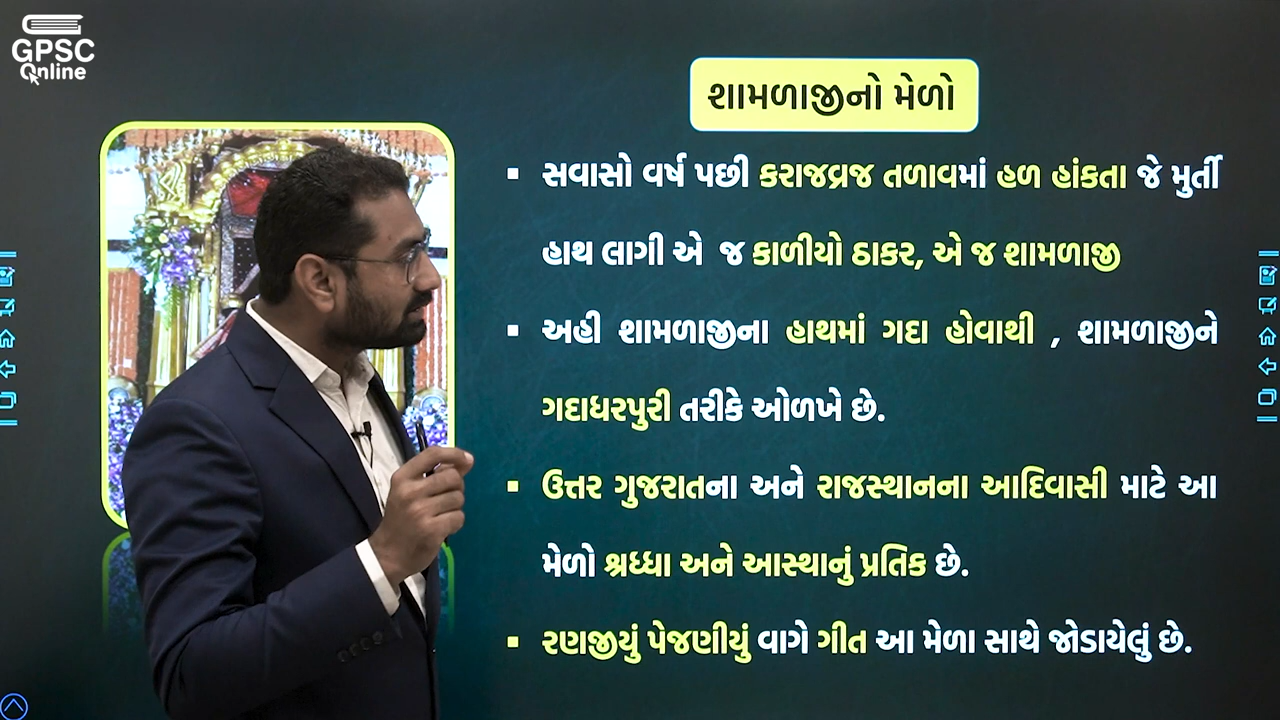 GPSC
Online
શામળાજીનો મેળો
▪ સવાસો વર્ષ પછી કરાજવ્રજ તળાવમાં હળ હાંકતા જે મુર્તી
હાથ લાગી એ જ કાળીયો ઠાકર, એ જ શામળાજી
▪ અહી શામળાજીના હાથમાં ગદા હોવાથી , શામળાજીને
ગદાધરપુરી તરીકે ઓળખે છે.
▪ ઉત્તર ગુજરાતના અને રાજસ્થાનના આદિવાસી માટે આ
મેળો શ્રધ્ધા અને આસ્થાનું પ્રતિક છે.
▪ રણજીયું પેજણીયું વાગે ગીત આ મેળા સાથે જોડાયેલું છે.